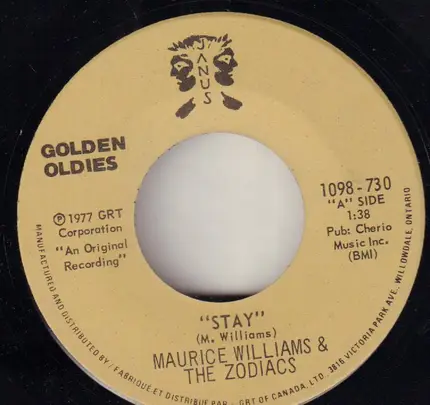 JANUS
GOLDEN
OLDIES
℗ 1977 GRT
Corporation
"An Original
Recording"
1098-730
"A" SIDE
1:38
Pub: Cherio
Music Inc.
(BMI)
"STAY"
(M. Williams)
MAURICE WILLIAMS &
THE ZODIACS
MANUFACTURED AND DISTRIBUTED BY / FABRIQUÉ ET DISTRIBUÉ PAR - GRT OF CANADA, LTD. 3816 VICTORIA PARK AVE. WILLOWDALE, ONTARIO